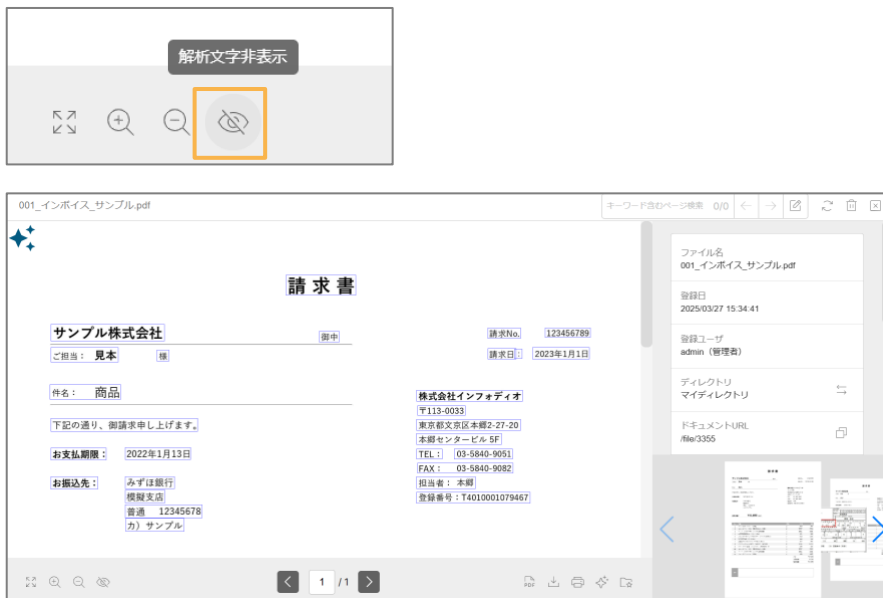 解析文字非表示
001_インボイス_サンプル.pdf
キーワード含むページ検索 0/0
請求書
サンプル株式会社 御中
ご担当： 見本 様
件名： 商品
下記の通り、御請求申し上げます。
お支払期限： 2022年1月13日
お振込先： みずほ銀行
模擬支店
普通 12345678
カ）サンプル
請求No. 123456789
請求日： 2023年1月1日
株式会社インフォディオ
〒113-0033
東京都文京区本郷2-27-20
本郷センタービル 5F
TEL： 03-5840-9051
FAX： 03-5840-9082
担当者： 本郷
登録番号：T4010001079467
ファイル名
001_インボイス_サンプル.pdf
登録日
2025/03/27 15:34:41
登録ユーザ
admin（管理者）
ディレクトリ
マイディレクトリ
ドキュメントURL
/file/3355
1 /1
PDF